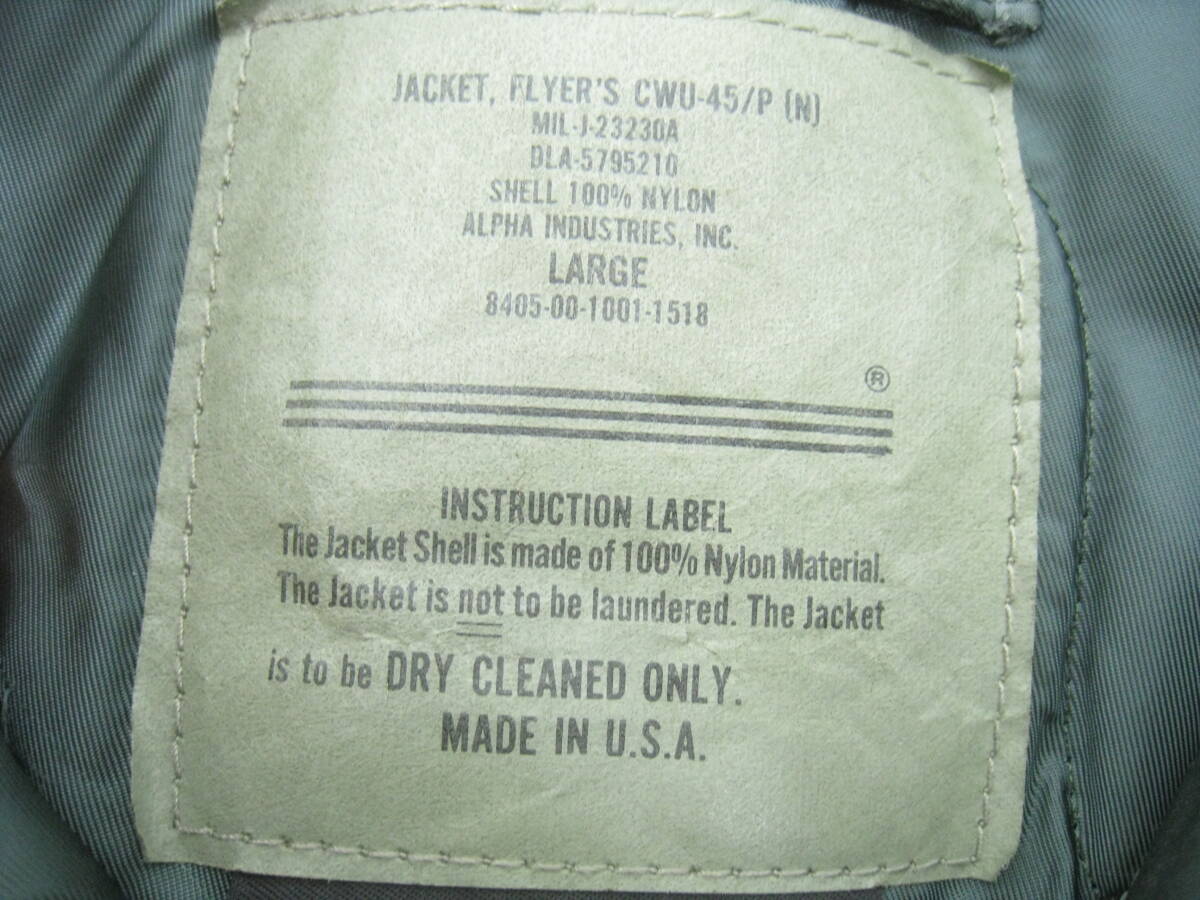 JACKET, FLYER'S CWU-45/P (N)
MIL-J-23230A
DLA-5795210
SHELL 100% NYLON
ALPHA INDUSTRIES, INC.
LARGE
8405-00-1001-1518
®
INSTRUCTION LABEL
The Jacket Shell is made of 100% Nylon Material.
The Jacket is not to be laundered. The Jacket
is to be DRY CLEANED ONLY.
MADE IN U.S.A.